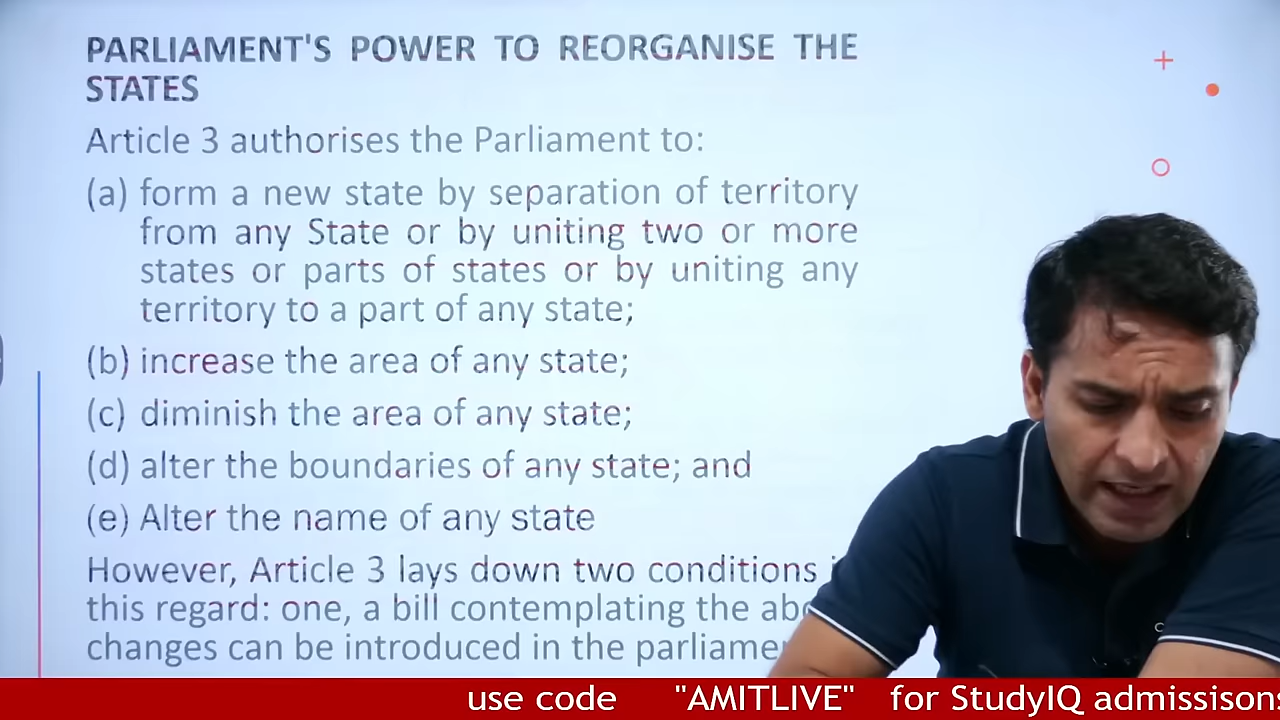 PARLIAMENT'S POWER TO REORGANISE THE
STATES
Article 3 authorises the Parliament to:
(a) form a new state by separation of territory
from any State or by uniting two or more
states or parts of states or by uniting any
territory to a part of any state;
(b) increase the area of any state;
(c) diminish the area of any state;
(d) alter the boundaries of any state; and
(e) Alter the name of any state
However, Article 3 lays down two conditions
this regard: one, a bill contemplating the
changes can be introduced in the
use code "AMITLIVE" for StudyIQ admissisons